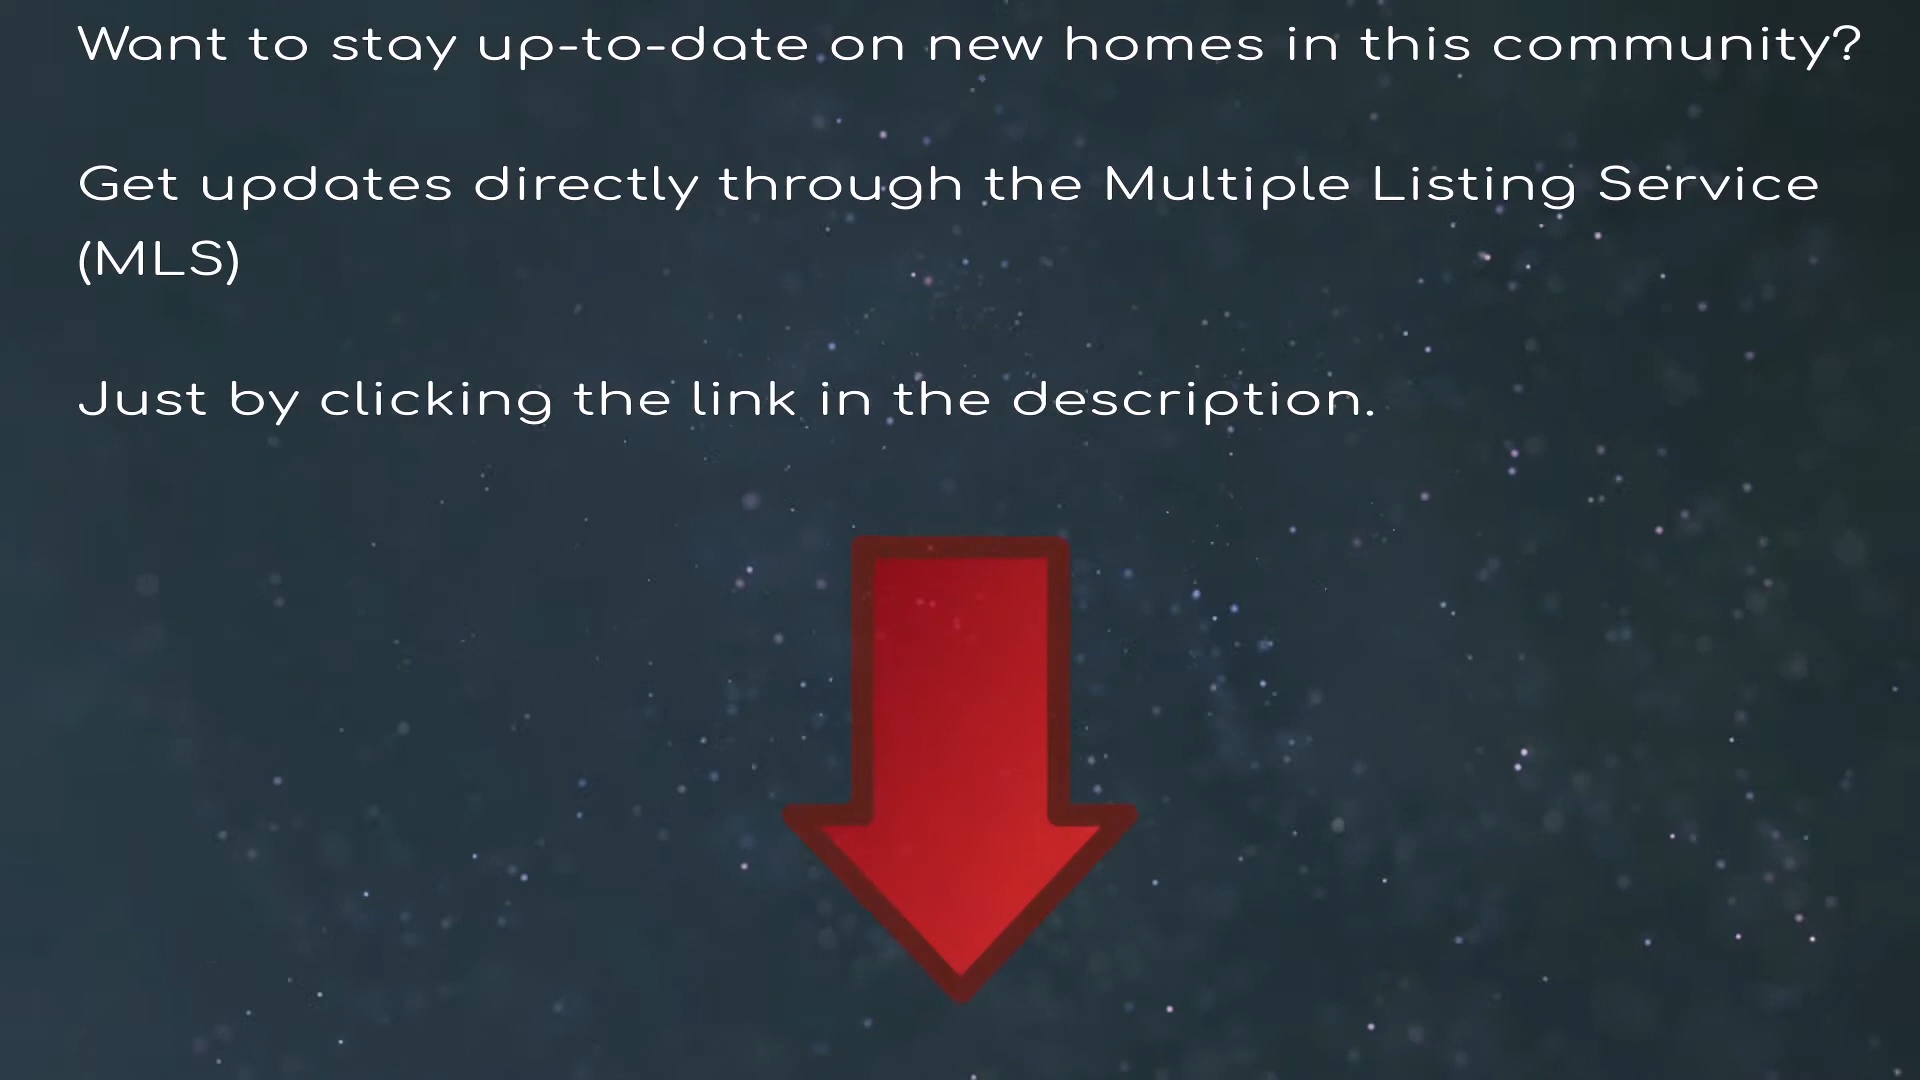 Want to stay up-to-date on new homes in this community?
Get updates directly through the Multiple Listing Service
(MLS)
Just by clicking the link in the description.